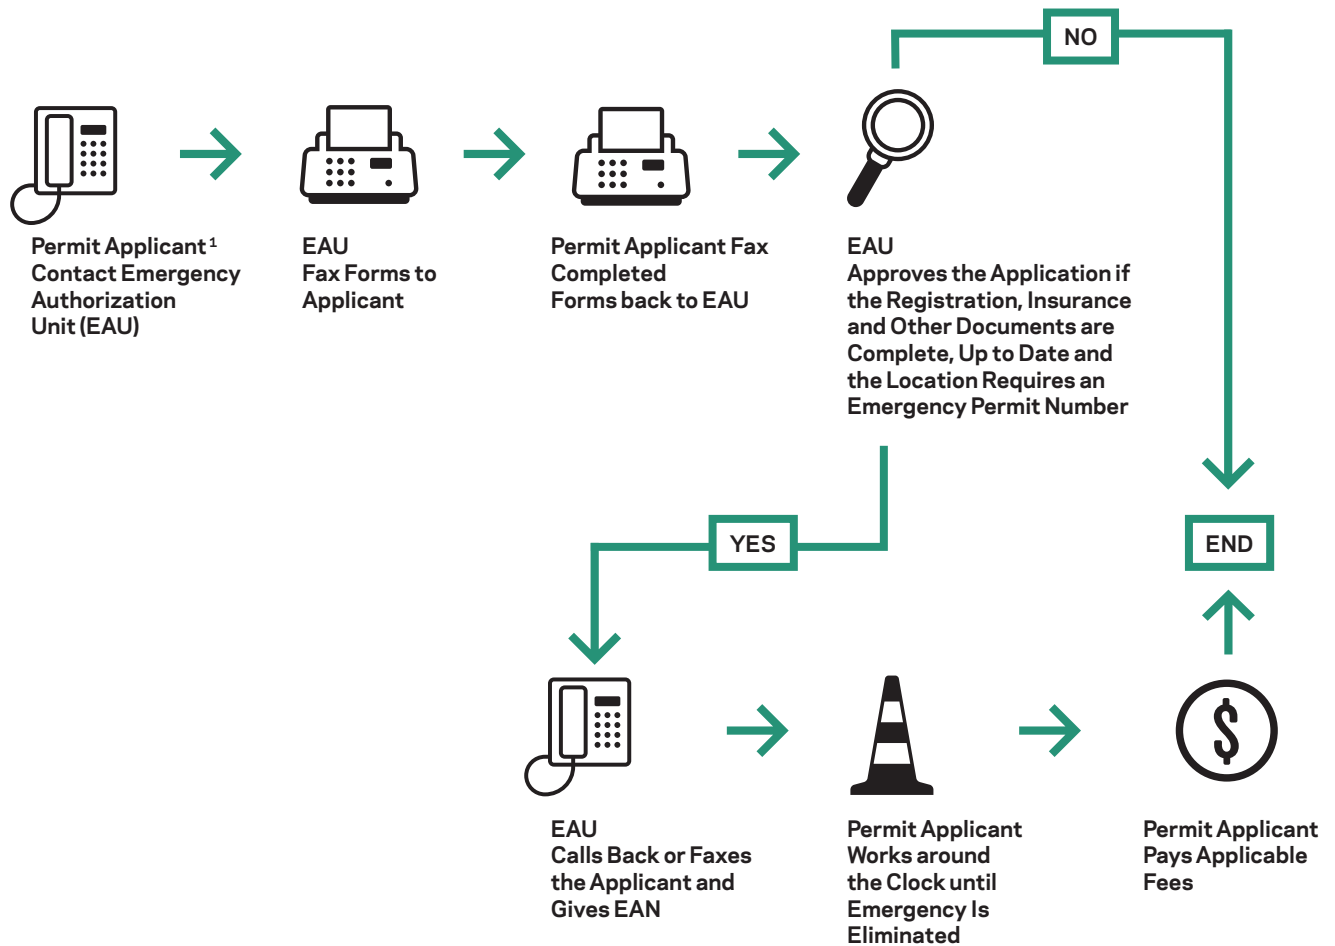 NO
Permit Applicant 1
Contact Emergency
Authorization
Unit (EAU)
EAU
Fax Forms to
Applicant
Permit Applicant Fax
Completed
Forms back to EAU
EAU
Approves the Application if
the Registration, Insurance
and Other Documents are
Complete, Up to Date and
the Location Requires an
Emergency Permit Number
YES
END
EAU
Calls Back or Faxes
the Applicant and
Gives EAN
Permit Applicant
Works around
the Clock until
Emergency Is
Eliminated
Permit Applicant
Pays Applicable
Fees
$